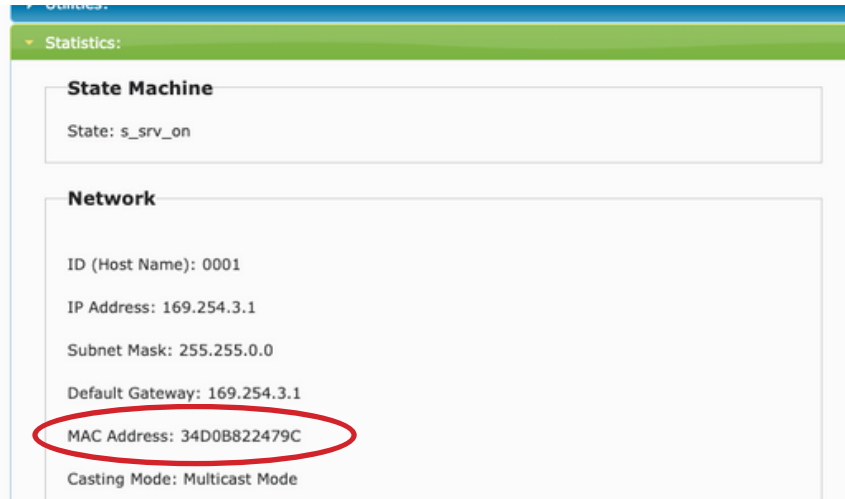 Utilities:
Statistics:
State Machine
State: s_srv_on
Network
ID (Host Name): 0001
IP Address: 169.254.3.1
Subnet Mask: 255.255.0.0
Default Gateway: 169.254.3.1
MAC Address: 34D0B822479C
Casting Mode: Multicast Mode